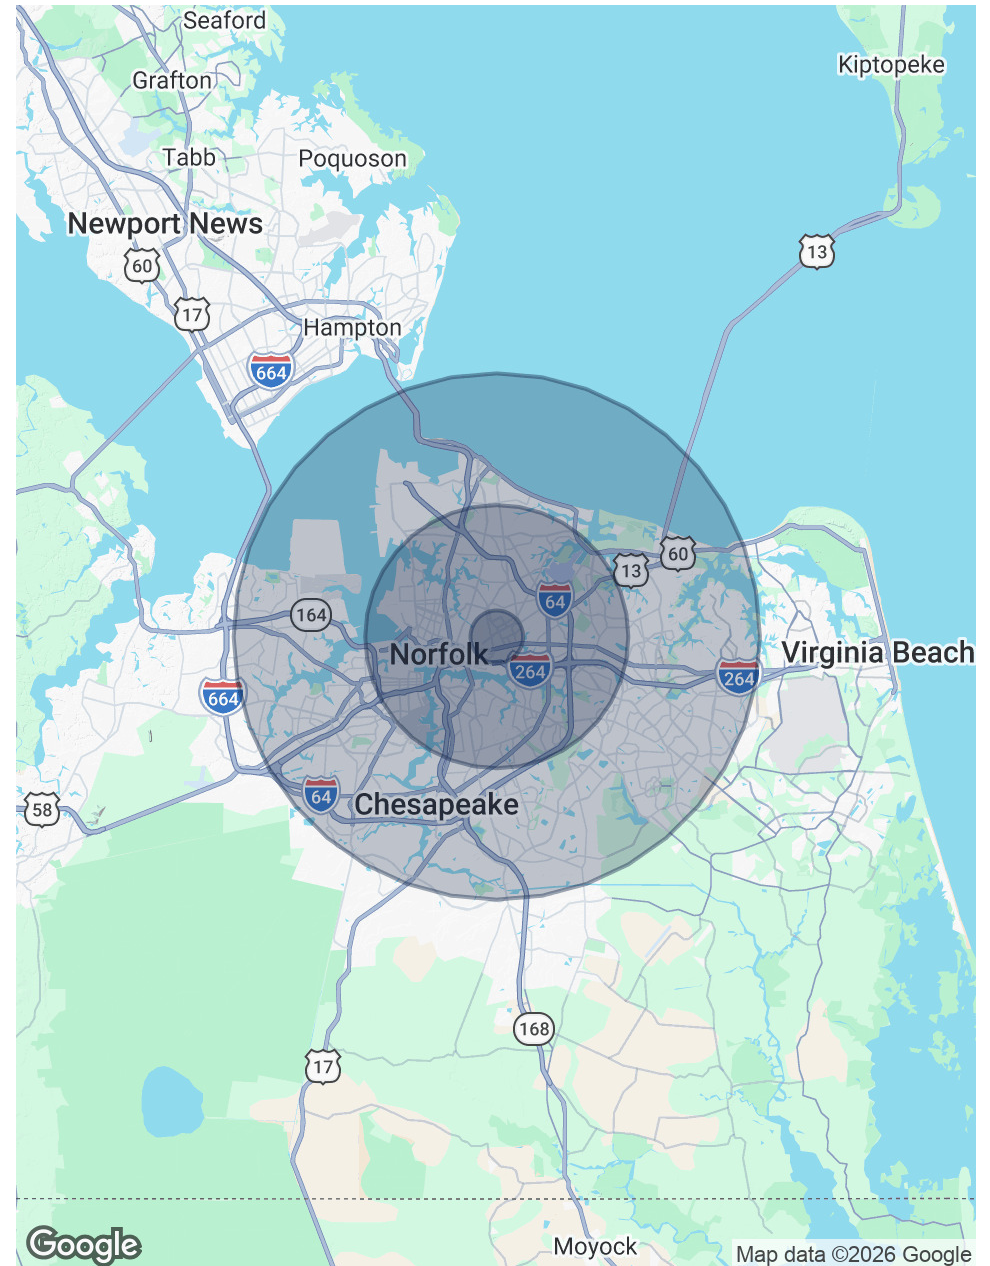 Seaford
Kiptopeke
Grafton
Tabb
Poquoson
Newport News
13
60
17
Hampton
664
60
13
64
164
Norfolk
Virginia Beach
264
264
664
64
Chesapeake
58
168
17
Moyock
Google
Map data ©2026 Google